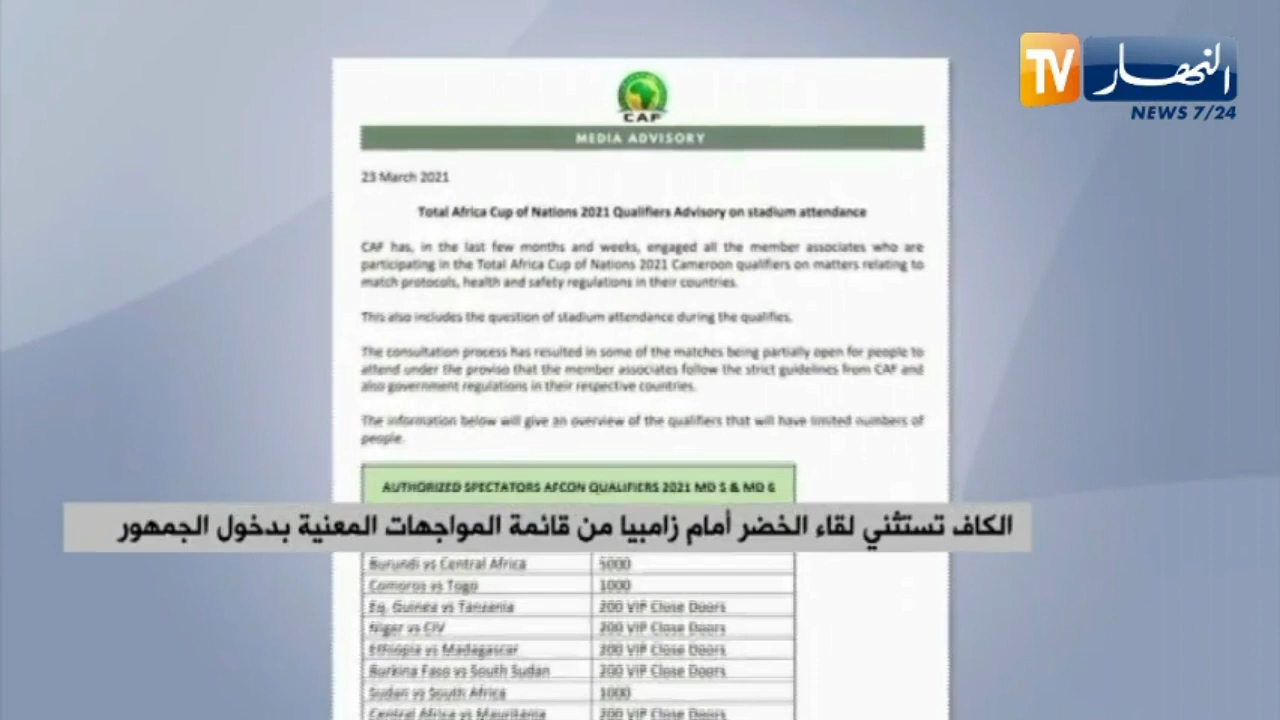 TV النهار
NEWS 7/24
CAF
MEDIA ADVISORY
23 March 2021
Total Africa Cup of Nations 2021 Qualifiers Advisory on stadium attendance
CAF has, in the last few months and weeks, engaged all the member associates who are
participating in the Total Africa Cup of Nations 2021 Cameroon qualifiers on matters relating to
match protocols, health and safety regulations in their countries.
This also includes the question of stadium attendance during the qualifies.
The consultation process has resulted in some of the matches being partially open for people to
attend under the proviso that the member associates follow the strict guidelines from CAF and
also government regulations in their respective countries.
The information below will give an overview of the qualifiers that will have limited numbers of
people.
AUTHORIZED SPECTATORS AFCON QUALIFIERS 2021 MD 5 & MD 6
الكاف تستثني لقاء الخضر أمام زامبيا من قائمة المواجهات المعنية بدخول الجمهور
Burundi vs Central Africa 5000
Comoros vs Togo 1000
Eq. Guinea vs Tanzania 200 VIP Close Doors
Niger vs CIV 200 VIP Close Doors
Ethiopia vs Madagascar 200 VIP Close Doors
Burkina Faso vs South Sudan 200 VIP Close Doors
Sudan vs South Africa 1000
Central Africa vs Mauritania 200 VIP Close Doors